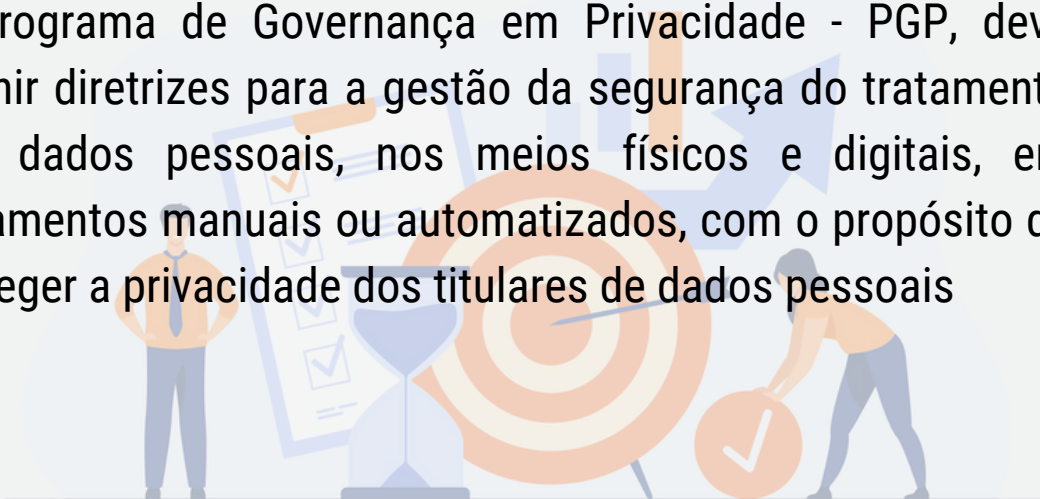 rograma de Governança em Privacidade - PGP, dev
nir diretrizes para a gestão da segurança do tratament
dados pessoais, nos meios físicos e digitais, e
amentos manuais ou automatizados, com o propósito d
eger a privacidade dos titulares de dados pessoais